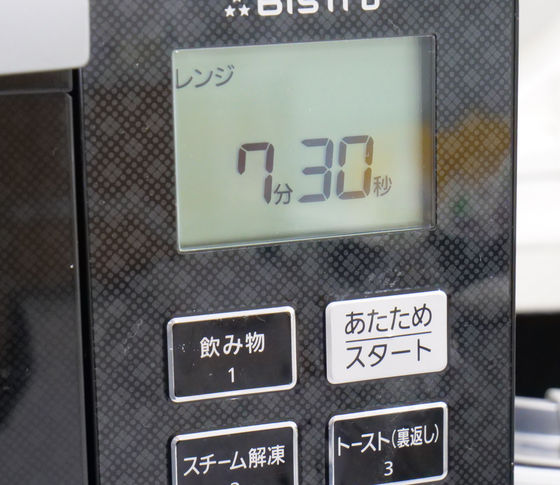 Bistro
レンジ
7分30秒
飲み物
1
あたため
スタート
スチーム解凍
トースト(裏返し)
3